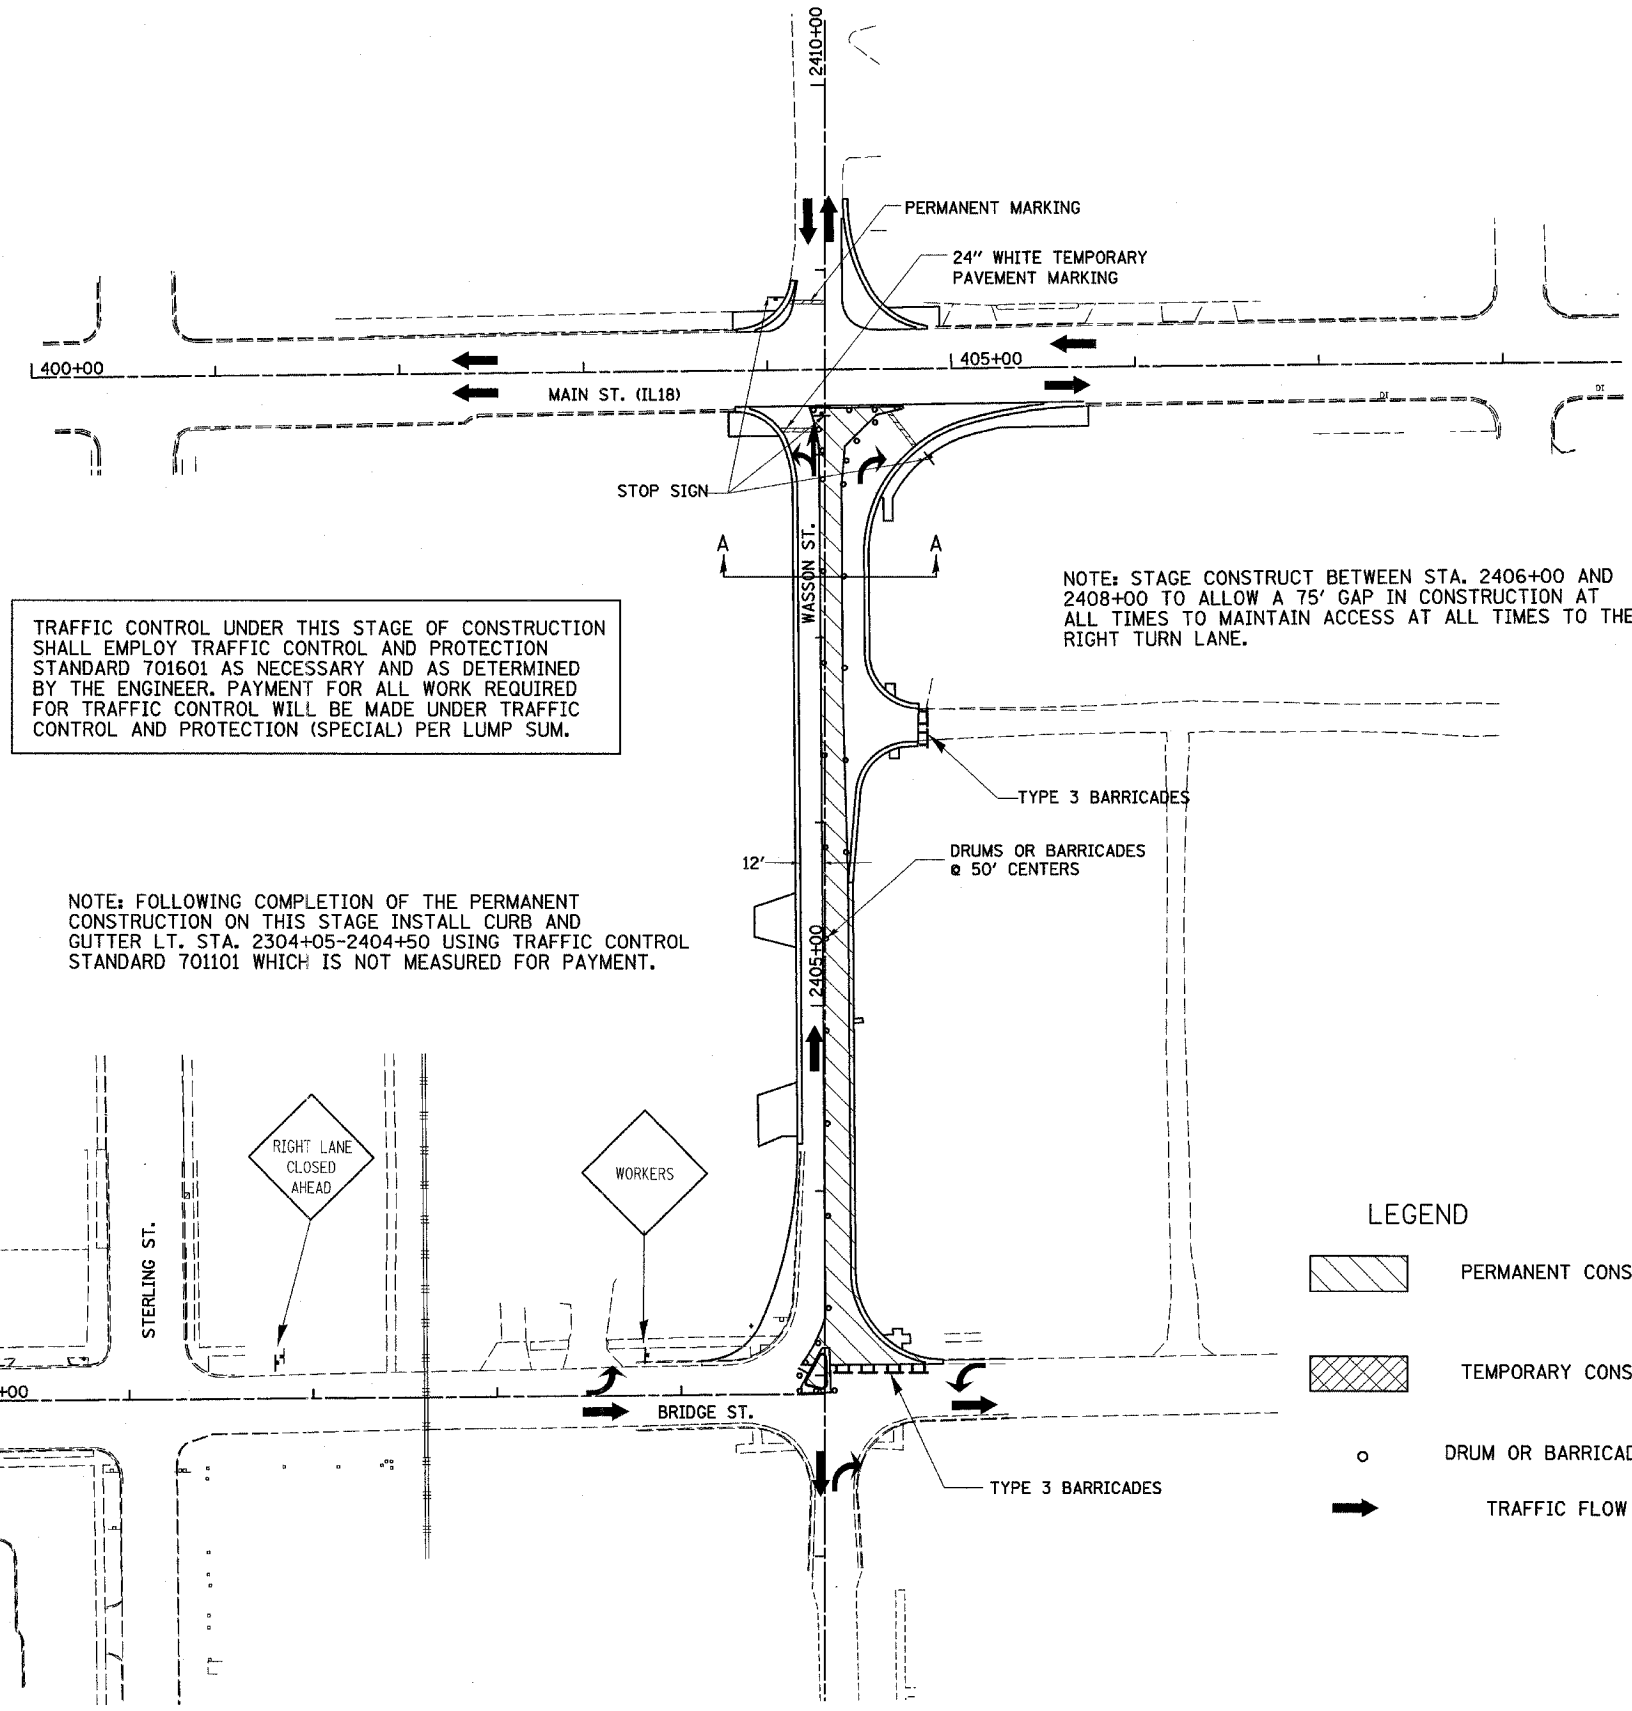 2410+00
PERMANENT MARKING
24" WHITE TEMPORARY
PAVEMENT MARKING
400+00
405+00
MAIN ST. (IL18)
DI
DI
STOP SIGN
WASSON ST.
A
A
NOTE: STAGE CONSTRUCT BETWEEN STA. 2406+00 AND
2408+00 TO ALLOW A 75' GAP IN CONSTRUCTION AT
ALL TIMES TO MAINTAIN ACCESS AT ALL TIMES TO THE
RIGHT TURN LANE.
TRAFFIC CONTROL UNDER THIS STAGE OF CONSTRUCTION
SHALL EMPLOY TRAFFIC CONTROL AND PROTECTION
STANDARD 701601 AS NECESSARY AND AS DETERMINED
BY THE ENGINEER. PAYMENT FOR ALL WORK REQUIRED
FOR TRAFFIC CONTROL WILL BE MADE UNDER TRAFFIC
CONTROL AND PROTECTION (SPECIAL) PER LUMP SUM.
TYPE 3 BARRICADES
12'
DRUMS OR BARRICADES
@ 50' CENTERS
NOTE: FOLLOWING COMPLETION OF THE PERMANENT
CONSTRUCTION ON THIS STAGE INSTALL CURB AND
GUTTER LT. STA. 2304+05-2404+50 USING TRAFFIC CONTROL
STANDARD 701101 WHICH IS NOT MEASURED FOR PAYMENT.
2405+00
RIGHT LANE
CLOSED
AHEAD
WORKERS
STERLING ST.
LEGEND
PERMANENT CONS
TEMPORARY CONS
+00
BRIDGE ST.
DRUM OR BARRICAD
TYPE 3 BARRICADES
TRAFFIC FLOW